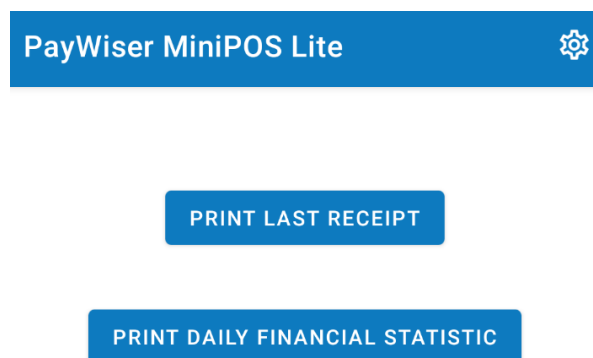 PayWiser MiniPOS Lite
PRINT LAST RECEIPT
PRINT DAILY FINANCIAL STATISTIC